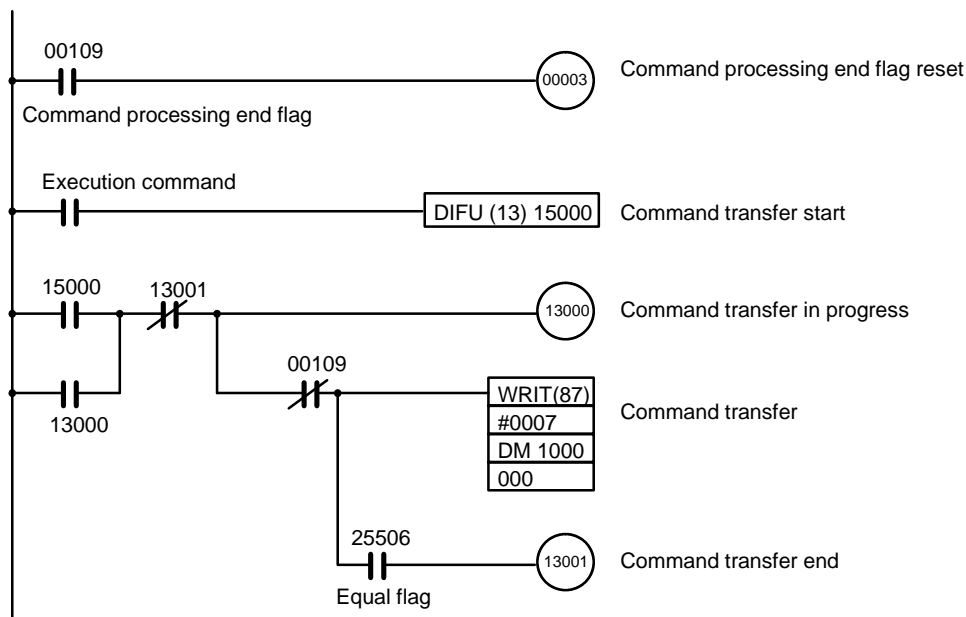 00109
00003
Command processing end flag reset
Command processing end flag
Execution command
DIFU (13) 15000
Command transfer start
15000
13001
13000
Command transfer in progress
13000
00109
WRIT(87)
#0007
DM 1000
000
Command transfer
25506
Equal flag
13001
Command transfer end